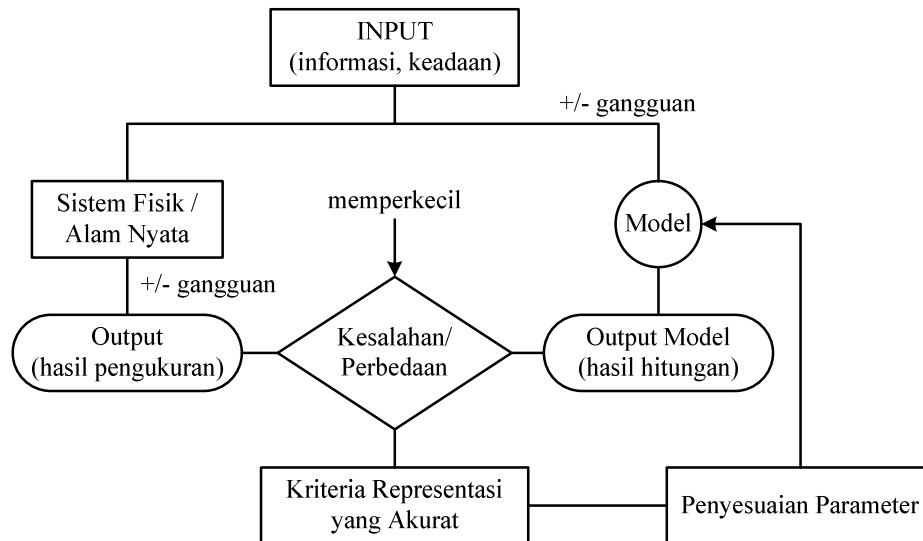 INPUT
(informasi, keadaan)
+/- gangguan
Sistem Fisik /
Alam Nyata
memperkecil
Model
+/- gangguan
Output
(hasil pengukuran)
Kesalahan/
Perbedaan
Output Model
(hasil hitungan)
Kriteria Representasi
yang Akurat
Penyesuaian Parameter